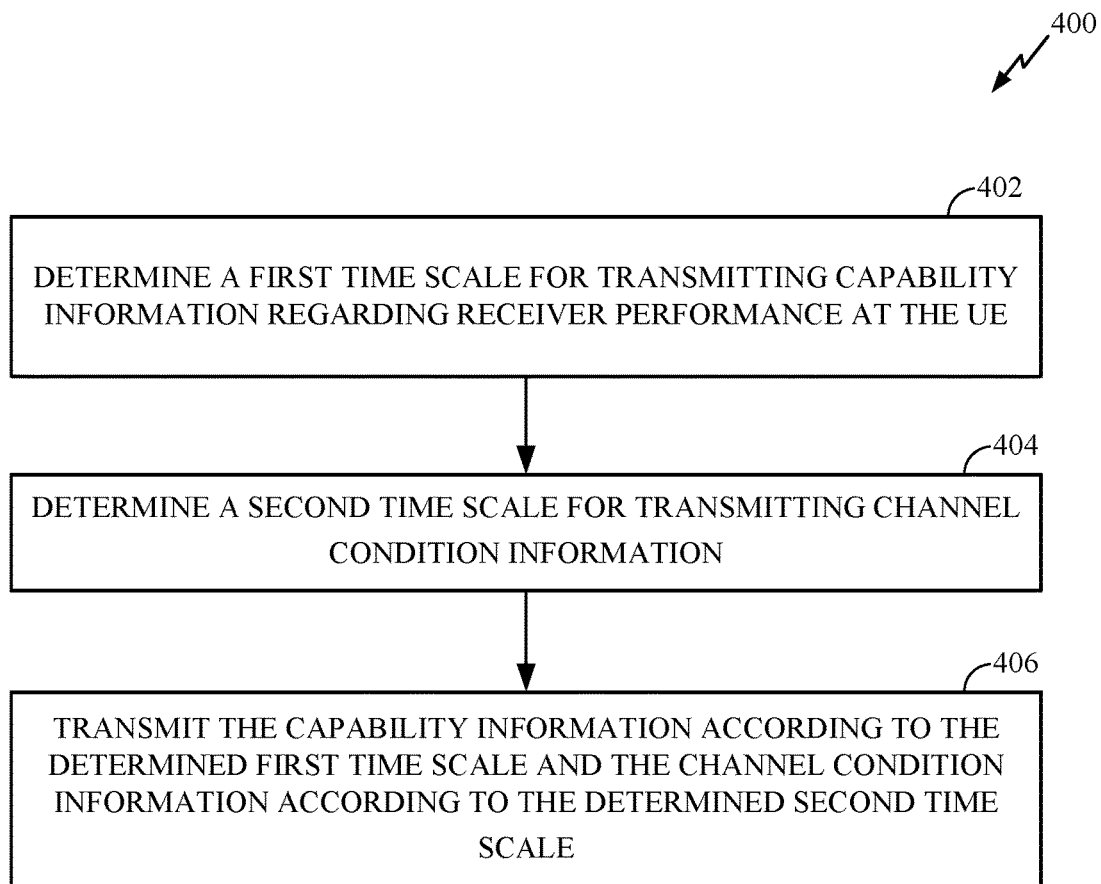 400
402
DETERMINE A FIRST TIME SCALE FOR TRANSMITTING CAPABILITY
INFORMATION REGARDING RECEIVER PERFORMANCE AT THE UE
404
DETERMINE A SECOND TIME SCALE FOR TRANSMITTING CHANNEL
CONDITION INFORMATION
406
TRANSMIT THE CAPABILITY INFORMATION ACCORDING TO THE
DETERMINED FIRST TIME SCALE AND THE CHANNEL CONDITION
INFORMATION ACCORDING TO THE DETERMINED SECOND TIME
SCALE